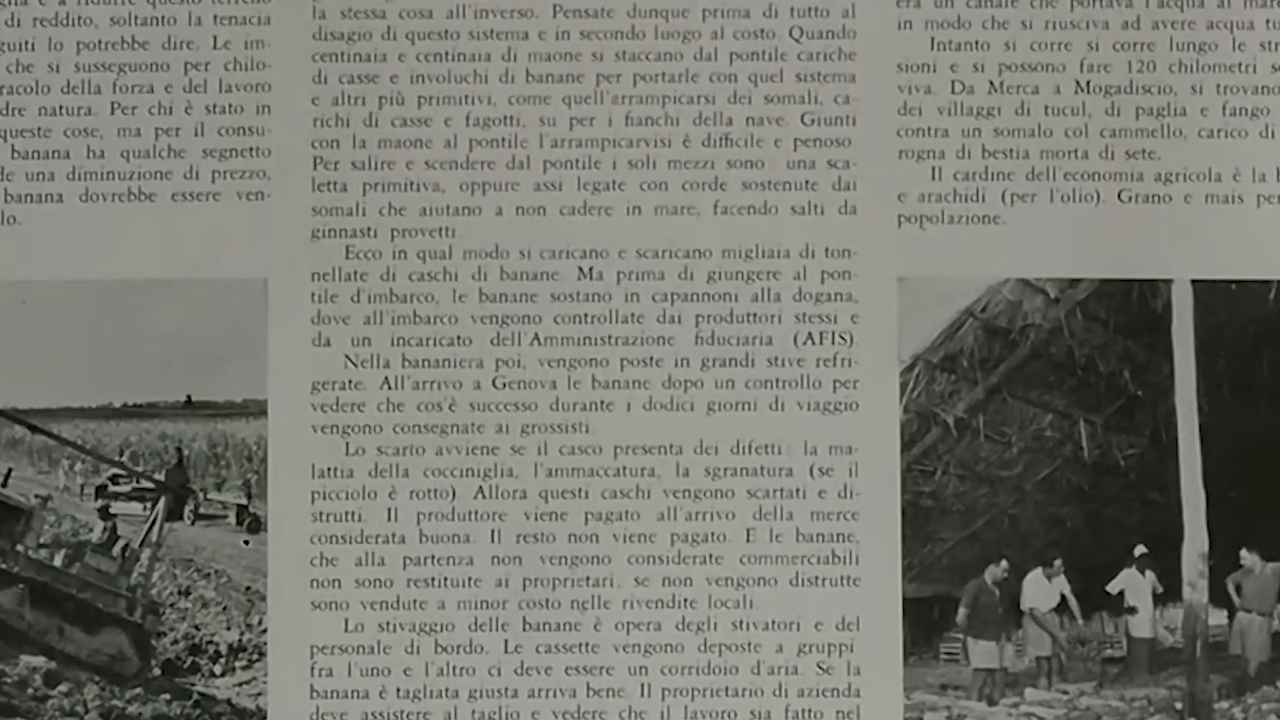 di reddito, soltanto la tenacia
guiti lo potrebbe dire. Le im-
che si susseguono per chilo-
racolo della forza e del lavoro
dre natura. Per chi è stato in
queste cose, ma per il consu-
banana ha qualche segnetto
de una diminuzione di prezzo,
banana dovrebbe essere ven-
lo.
la stessa cosa all'inverso. Pensate dunque prima di tutto al
disagio di questo sistema e in secondo luogo al costo. Quando
centinaia e centinaia di maone si staccano dal pontile cariche
di casse e involucri di banane per portarle con quel sistema
e altri più primitivi, come quell'arrampicarsi dei somali, ca-
richi di casse e fagotti, su per i fianchi della nave. Giunti
con la maone al pontile l'arrampicarvisi è difficile e penoso.
Per salire e scendere dal pontile i soli mezzi sono: una sca-
letta primitiva, oppure assi legate con corde sostenute dai
somali che aiutano a non cadere in mare, facendo salti da
ginnasti provetti.
Ecco in qual modo si caricano e scaricano migliaia di ton-
nellate di caschi di banane. Ma prima di giungere al pon-
tile d'imbarco, le banane sostano in capannoni alla dogana,
dove all'imbarco vengono controllate dai produttori stessi e
da un incaricato dell'Amministrazione fiduciaria (AFIS).
Nella bananiera poi, vengono poste in grandi stive refri-
gerate. All'arrivo a Genova le banane dopo un controllo per
vedere che cos'è successo durante i dodici giorni di viaggio
vengono consegnate ai grossisti.
Lo scarto avviene se il casco presenta dei difetti: la ma-
lattia della cocciniglia, l'ammaccatura, la sgranatura (se il
picciolo è rotto). Allora questi caschi vengono scartati e di-
strutti. Il produttore viene pagato all'arrivo della merce
considerata buona. Il resto non viene pagato. E le banane,
che alla partenza non vengono considerate commerciabili
non sono restituite ai proprietari, se non vengono distrutte
sono vendute a minor costo nelle rivendite locali.
Lo stivaggio delle banane è opera degli stivatori e del
personale di bordo. Le cassette vengono deposte a gruppi
fra l'uno e l'altro ci deve essere un corridoio d'aria. Se la
banana è tagliata giusta arriva bene. Il proprietario di azienda
deve assistere al taglio e vedere che il lavoro sia fatto nel
era un canale che portava l'acqua al mare
in modo che si riusciva ad avere acqua
Intanto si corre si corre lungo le
sioni e si possono fare 120 chilometri
viva. Da Merca a Mogadiscio, si trovano
dei villaggi di tucul, di paglia e fango
contra un somalo col cammello, carico di
rogna di bestia morta di sete.
Il cardine dell'economia agricola è la
e arachidi (per l'olio). Grano e mais
popolazione.